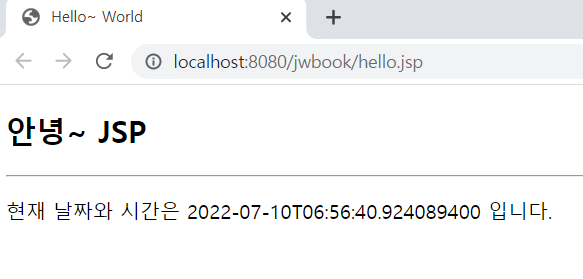 Hello~ World
localhost:8080/jwbook/hello.jsp
안녕~ JSP
현재 날짜와 시간은 2022-07-10T06:56:40.924089400 입니다.